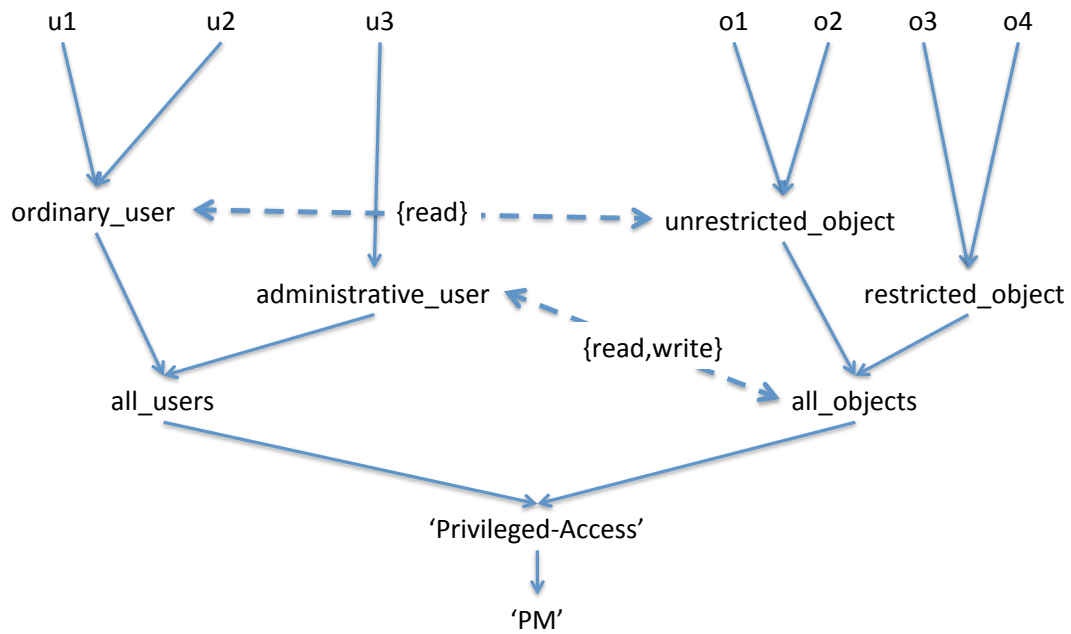 u1 u2 u3 o1 o2 o3 o4
ordinary_user {read} unrestricted_object
administrative_user restricted_object
{read,write}
all_users all_objects
‘Privileged-Access’
‘PM’